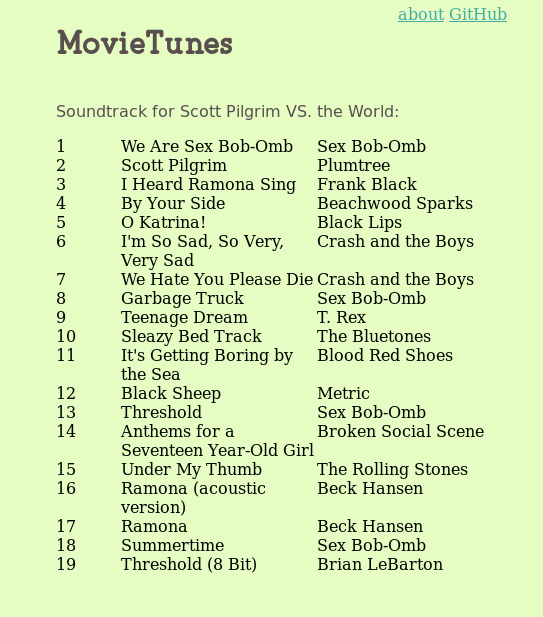 about GitHub
MovieTunes
Soundtrack for Scott Pilgrim VS. the World:
1 We Are Sex Bob-Omb Sex Bob-Omb
2 Scott Pilgrim Plumtree
3 I Heard Ramona Sing Frank Black
4 By Your Side Beachwood Sparks
5 O Katrina! Black Lips
6 I'm So Sad, So Very, Crash and the Boys
Very Sad
7 We Hate You Please Die Crash and the Boys
8 Garbage Truck Sex Bob-Omb
9 Teenage Dream T. Rex
10 Sleazy Bed Track The Bluetones
11 It's Getting Boring by Blood Red Shoes
the Sea
12 Black Sheep Metric
13 Threshold Sex Bob-Omb
14 Anthems for a Broken Social Scene
Seventeen Year-Old Girl
15 Under My Thumb The Rolling Stones
16 Ramona (acoustic Beck Hansen
version)
17 Ramona Beck Hansen
18 Summertime Sex Bob-Omb
19 Threshold (8 Bit) Brian LeBarton